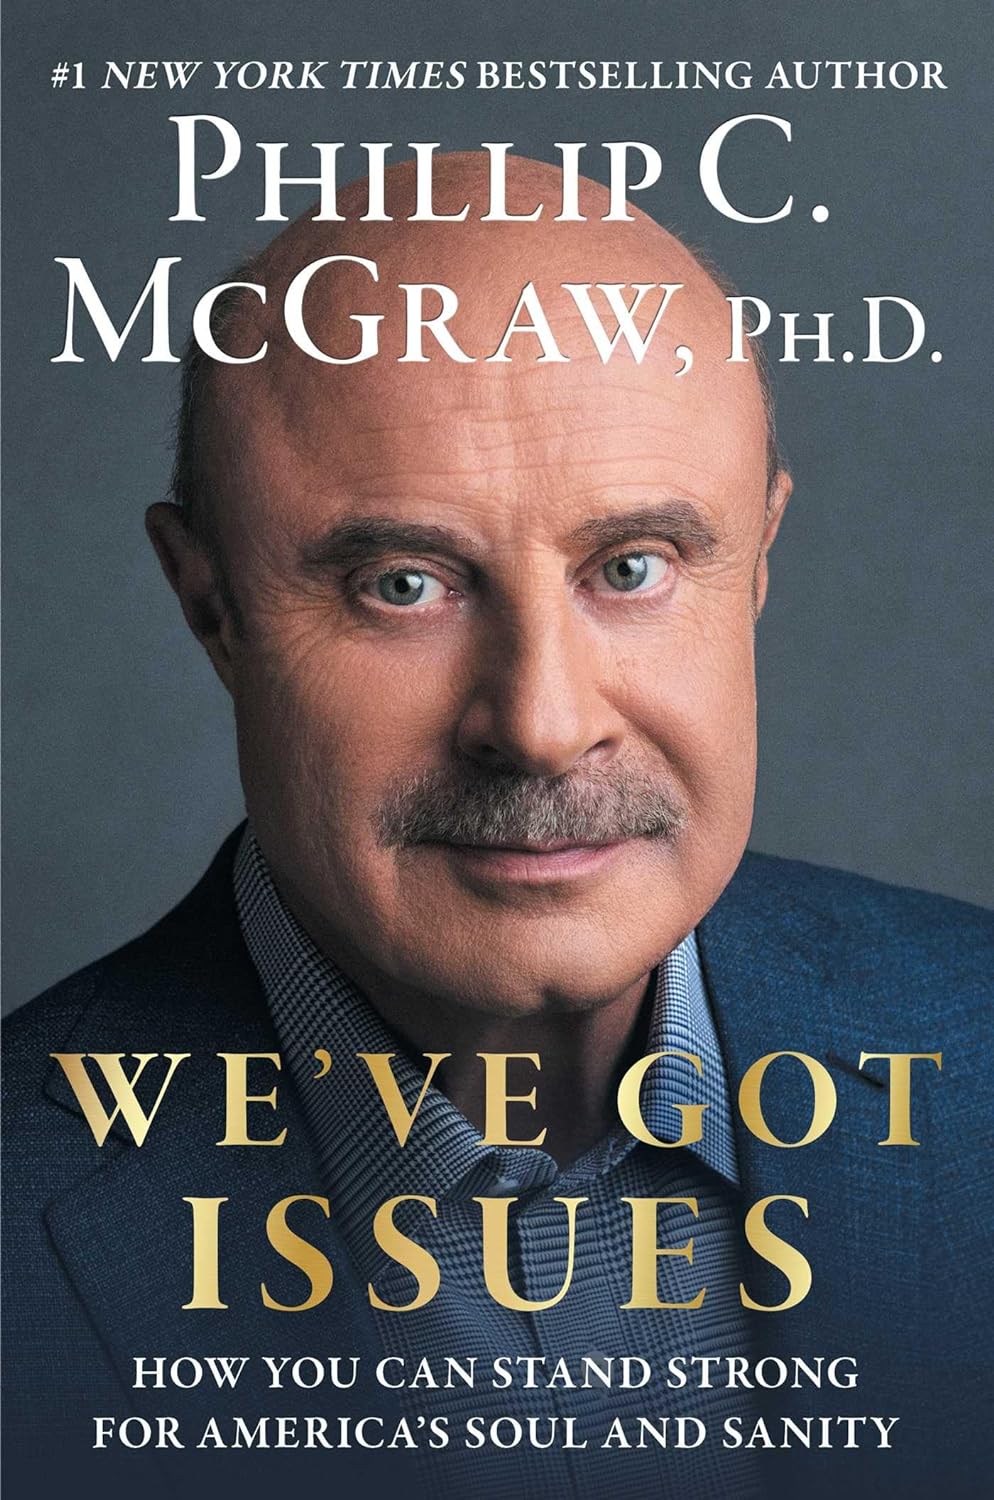 #1 NEW YORK TIMES BESTSELLING AUTHOR
PHILLIP C.
MCGRAW, PH.D.
WE'VE GOT
ISSUES
HOW YOU CAN STAND STRONG
FOR AMERICA'S SOUL AND SANITY